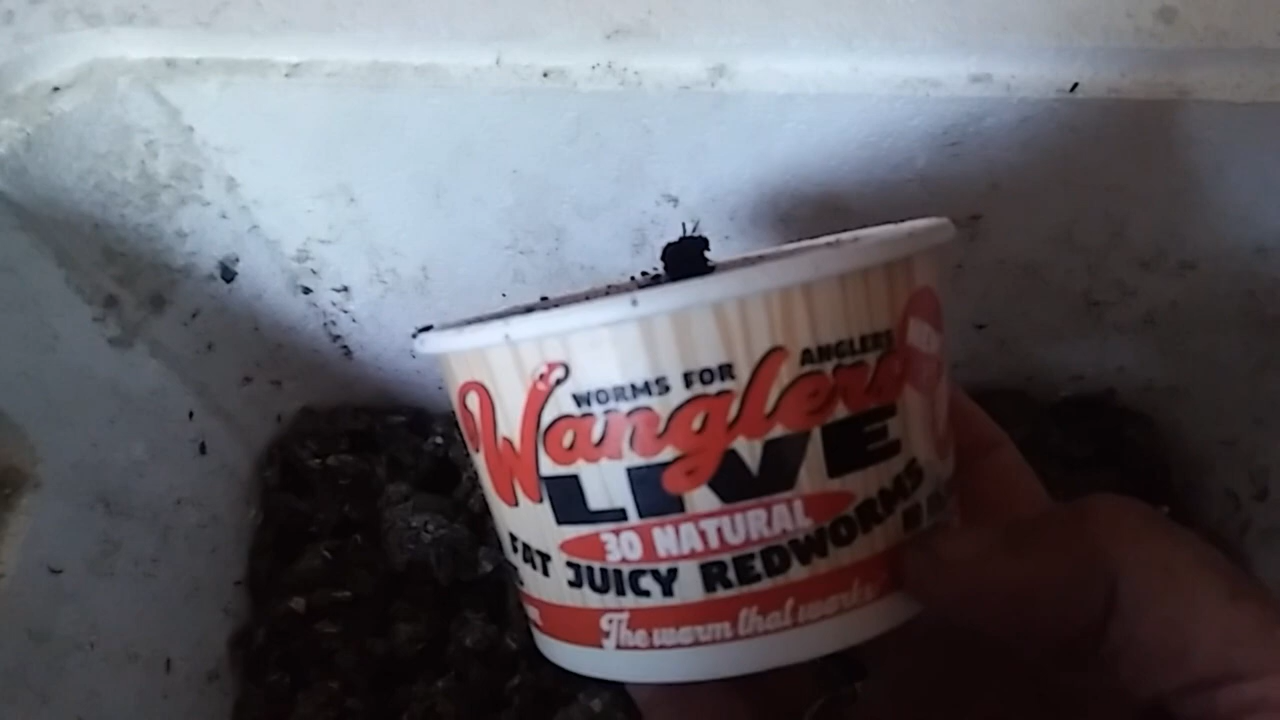 WORMS FOR ANGLERS
Wanglers
LIVE
30 NATURAL
FAT JUICY REDWORMS
The worm that works